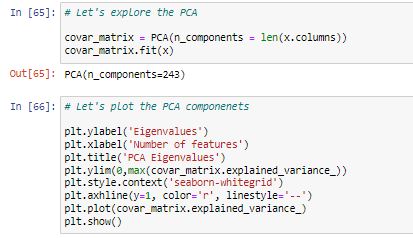 In [65]: # Let's explore the PCA
covar_matrix = PCA(n_components = len(x.columns))
covar_matrix.fit(x)
Out[65]: PCA(n_components=243)
In [66]: # Let's plot the PCA componenets
plt.ylabel('Eigenvalues')
plt.xlabel('Number of features')
plt.title('PCA Eigenvalues')
plt.ylim(0,max(covar_matrix.explained_variance_))
plt.style.context('seaborn-whitegrid')
plt.axhline(y=1, color='r', linestyle='--')
plt.plot(covar_matrix.explained_variance_)
plt.show()